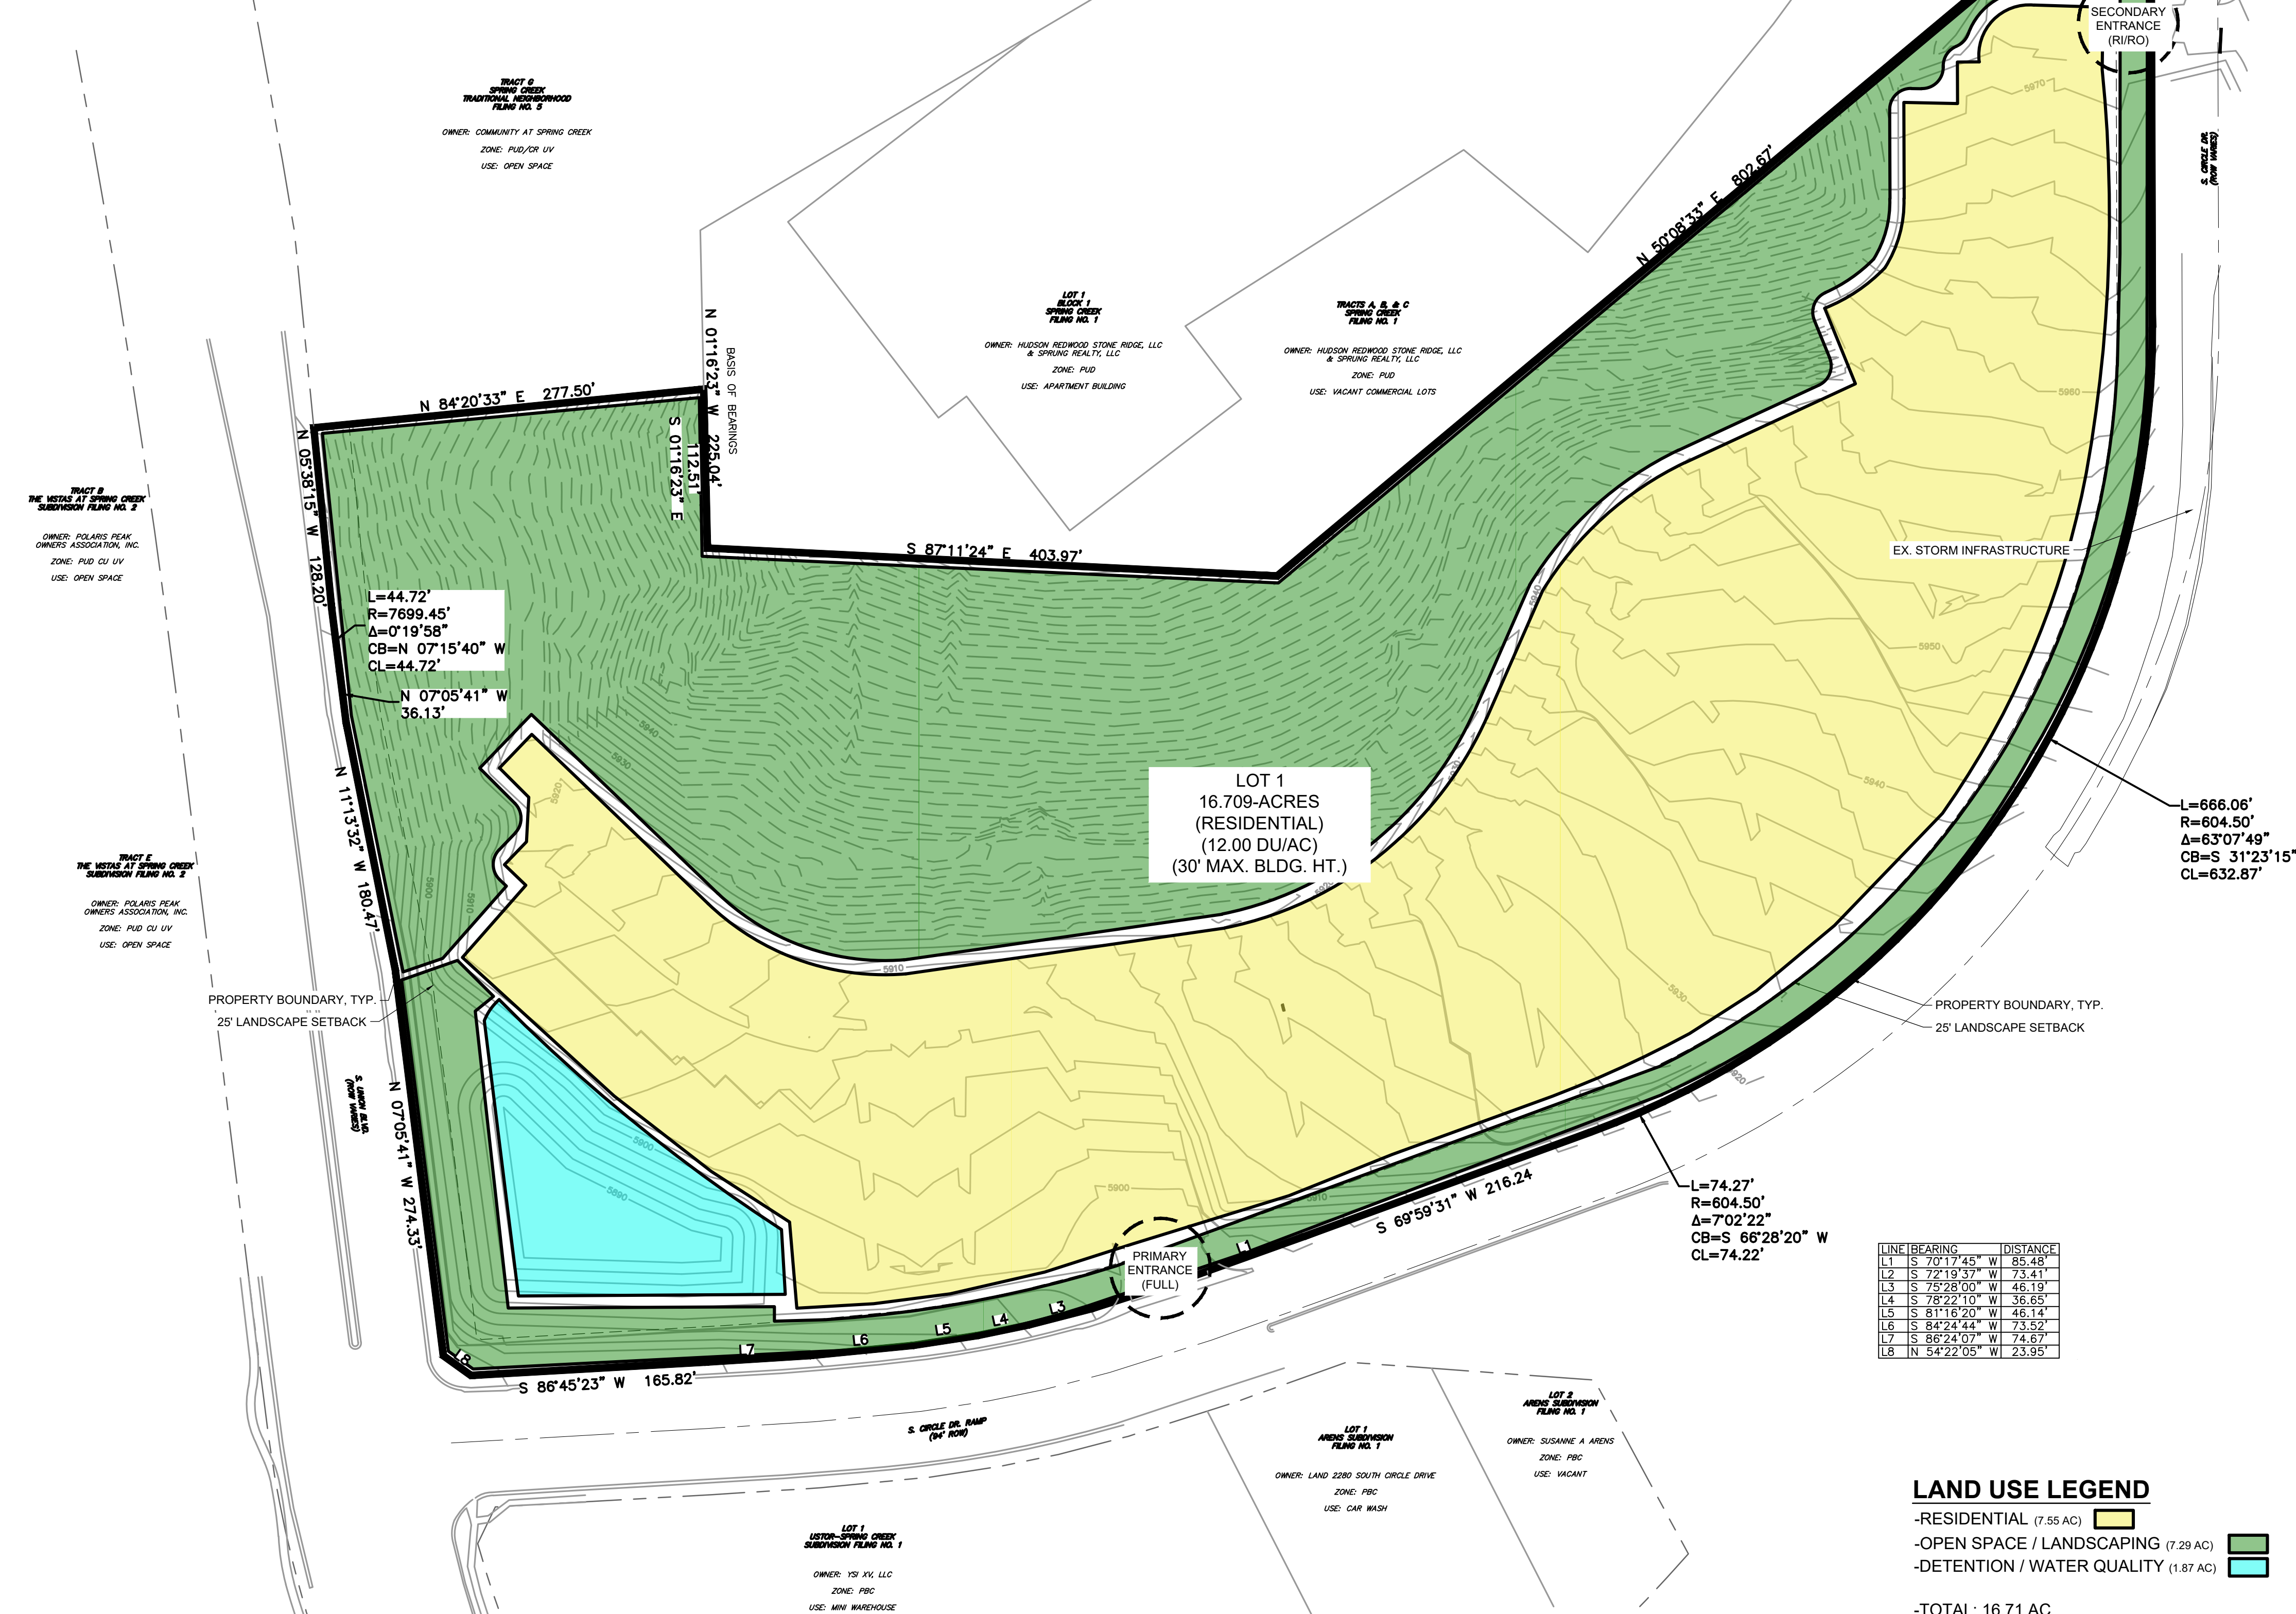 SECONDARY
ENTRANCE
(RI/RO)
TRACT G
SPRING CREEK
TRADITIONAL NEIGHBORHOOD
FILING NO. 5
OWNER: COMMUNITY AT SPRING CREEK
ZONE: PUD/CR UV
USE: OPEN SPACE
5970
S. CIRCLE DR.
(ROW VARIES)
N 50°08'33" E 802.67'
LOT 1
BLOCK 1
SPRING CREEK
FILING NO. 1
OWNER: HUDSON REDWOOD STONE RIDGE, LLC
& SPRUNG REALTY, LLC
ZONE: PUD
USE: APARTMENT BUILDING
TRACTS A, B, & C
SPRING CREEK
FILING NO. 1
OWNER: HUDSON REDWOOD STONE RIDGE, LLC
& SPRUNG REALTY, LLC
ZONE: PUD
USE: VACANT COMMERCIAL LOTS
N 84°20'33" E 277.50'
N 01°16'23" W 225.04'
BASIS OF BEARINGS
S 01°16'23" E
112.51'
5960
N 05°38'15" W 128.20'
TRACT B
THE VISTAS AT SPRING CREEK
SUBDIVISION FILING NO. 2
OWNER: POLARIS PEAK
OWNERS ASSOCIATION, INC.
ZONE: PUD CU UV
USE: OPEN SPACE
S 87°11'24" E 403.97'
EX. STORM INFRASTRUCTURE
L=44.72'
R=7699.45'
Δ=0°19'58"
CB=N 07°15'40" W
CL=44.72'
5940
5950
N 07°05'41" W
36.13'
5940
5930
5920
5930
5940
LOT 1
16.709-ACRES
(RESIDENTIAL)
(12.00 DU/AC)
(30' MAX. BLDG. HT.)
N 11°13'32" W 180.47'
L=666.06'
R=604.50'
Δ=63°07'49"
CB=S 31°23'15"
CL=632.87'
TRACT E
THE VISTAS AT SPRING CREEK
SUBDIVISION FILING NO. 2
OWNER: POLARIS PEAK
OWNERS ASSOCIATION, INC.
ZONE: PUD CU UV
USE: OPEN SPACE
5900
5910
5920
5910
5930
PROPERTY BOUNDARY, TYP.
25' LANDSCAPE SETBACK
PROPERTY BOUNDARY, TYP.
25' LANDSCAPE SETBACK
S. UNION BLVD.
(ROW VARIES)
N 07°05'41" W 274.33'
5920
5900
5890
5900
5910
S 69°59'31" W 216.24
L=74.27'
R=604.50'
Δ=7°02'22"
CB=S 66°28'20" W
CL=74.22'
PRIMARY
ENTRANCE
(FULL)
L1
L3
L4
L5
L6
L7
L8
S 86°45'23" W 165.82'
LINE BEARING DISTANCE
L1 S 70°17'45" W 85.48'
L2 S 72°19'37" W 73.41'
L3 S 75°28'00" W 46.19'
L4 S 78°22'10" W 36.65'
L5 S 81°16'20" W 46.14'
L6 S 84°24'44" W 73.52'
L7 S 86°24'07" W 74.67'
L8 N 54°22'05" W 23.95'
S. CIRCLE DR. RAMP
(94' ROW)
LOT 1
ARENS SUBDIVISION
FILING NO. 1
OWNER: LAND 2280 SOUTH CIRCLE DRIVE
ZONE: PBC
USE: CAR WASH
LOT 2
ARENS SUBDIVISION
FILING NO. 1
OWNER: SUSANNE A ARENS
ZONE: PBC
USE: VACANT
LOT 1
USTOR-SPRING CREEK
SUBDIVISION FILING NO. 1
OWNER: YSI XV, LLC
ZONE: PBC
USE: MINI WAREHOUSE
LAND USE LEGEND
-RESIDENTIAL (7.55 AC)
-OPEN SPACE / LANDSCAPING (7.29 AC)
-DETENTION / WATER QUALITY (1.87 AC)
-TOTAL: 16.71 AC